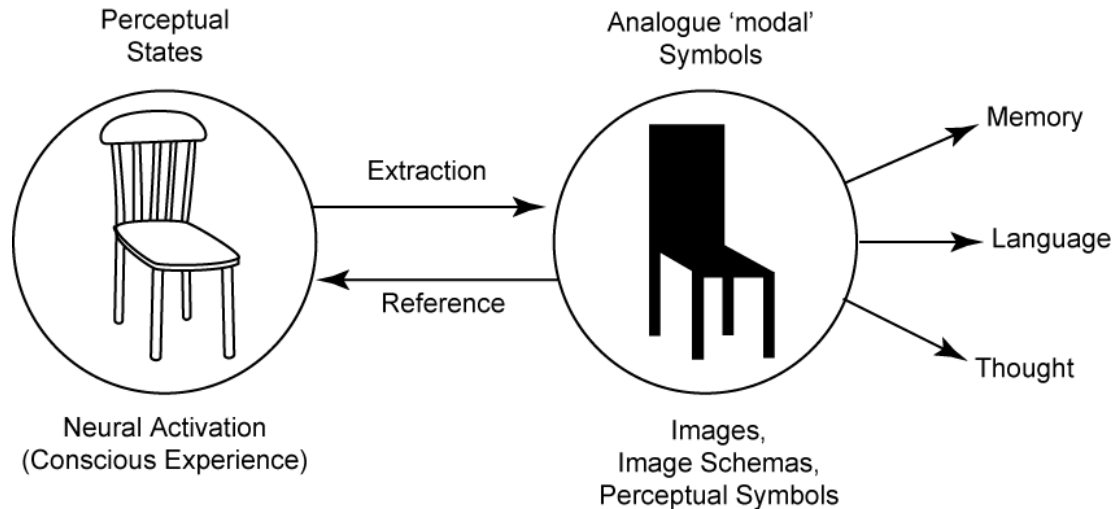 Perceptual
States
Analogue ‘modal’
Symbols
Extraction
Reference
Memory
Language
Thought
Neural Activation
(Conscious Experience)
Images,
Image Schemas,
Perceptual Symbols